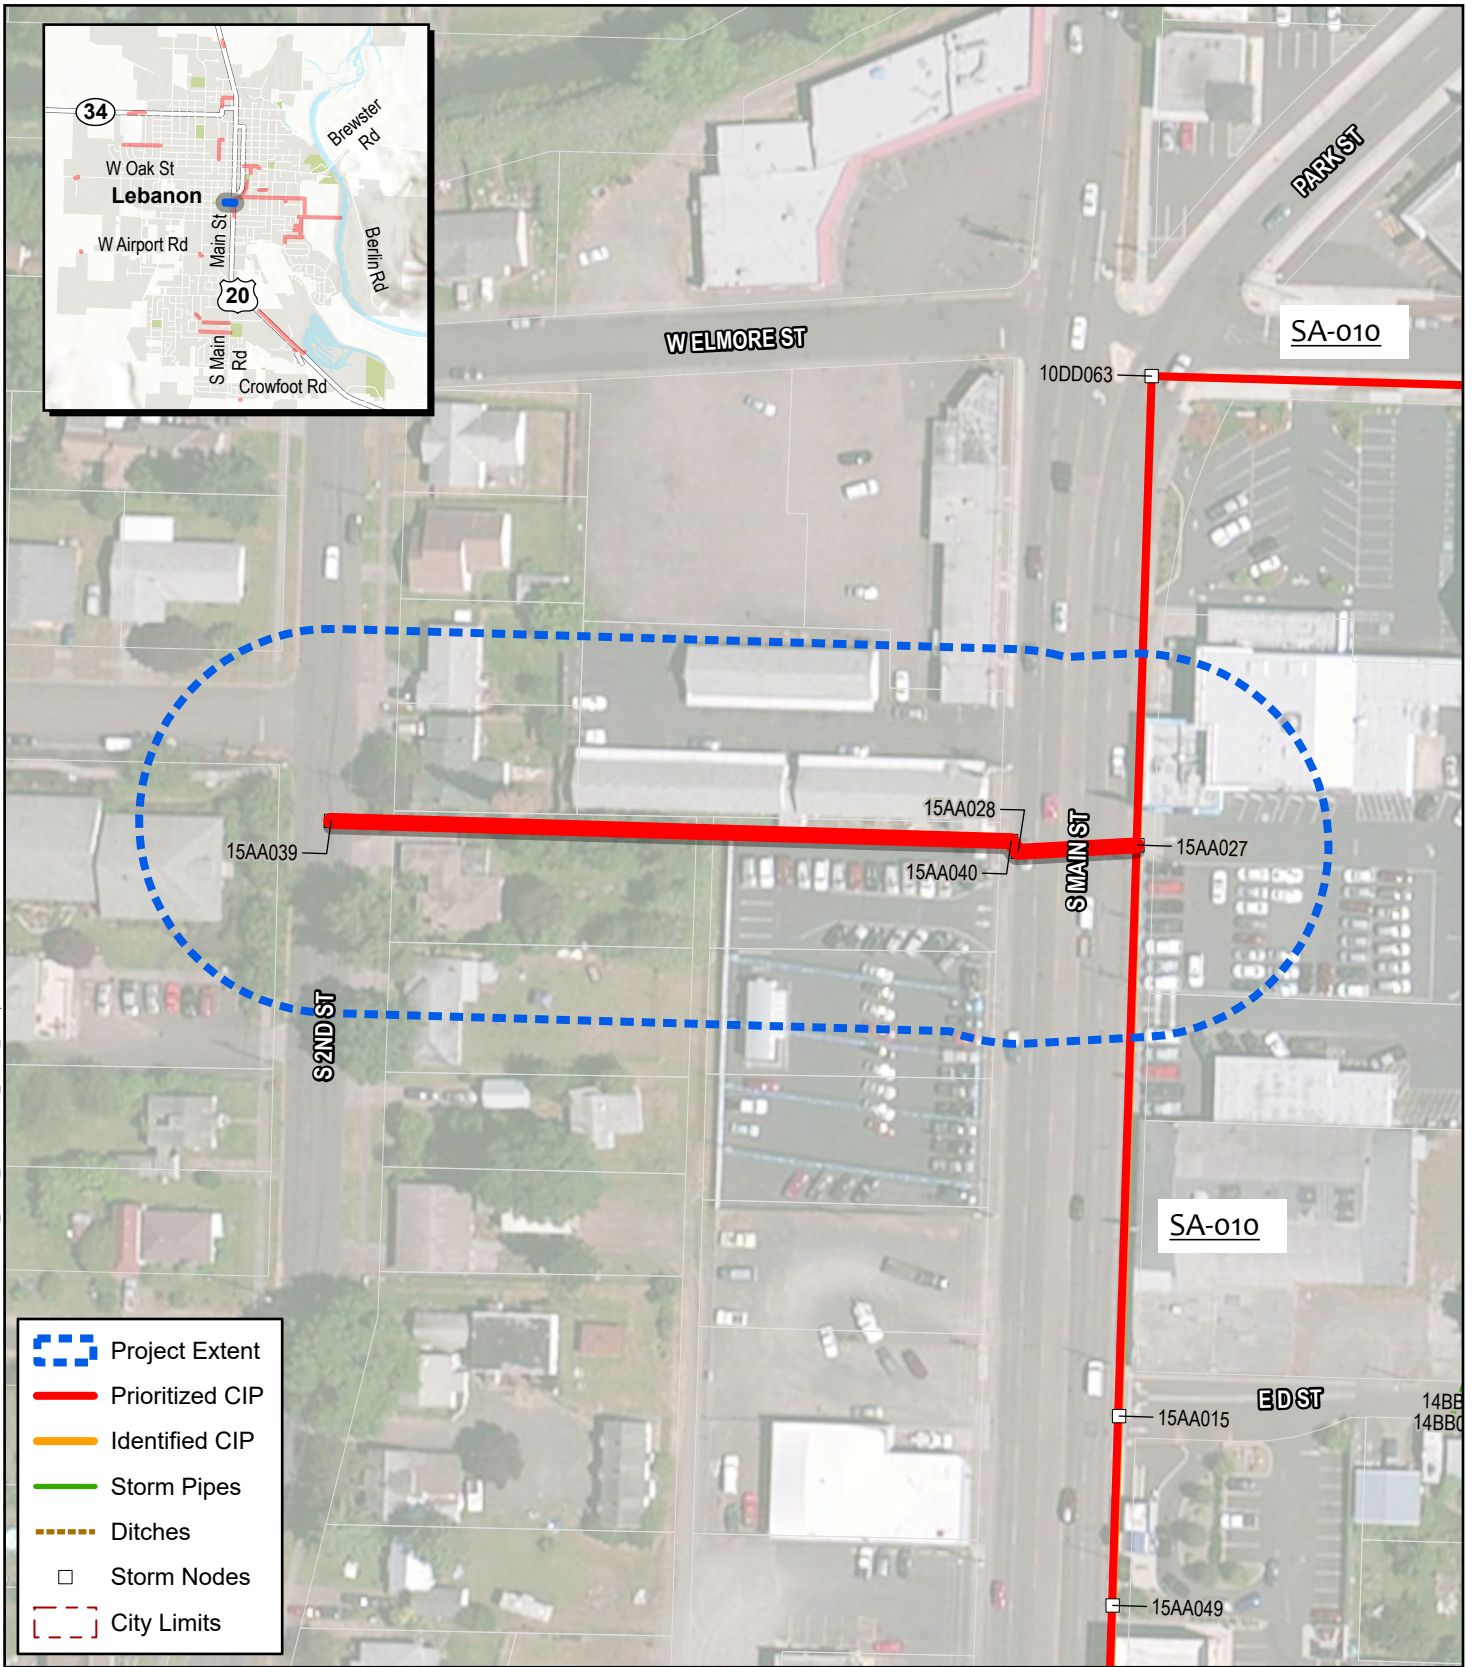 34
Brewster
Rd
W Oak St
Lebanon
Main St
W Airport Rd
Berlin Rd
20
S Main
Rd
Crowfoot Rd
PARK ST
SA-010
W ELMORE ST
10DD063
15AA028
15AA039
15AA040
S MAIN ST
15AA027
S 2ND ST
SA-010
E D ST
14BB
14BB0
15AA015
15AA049
Project Extent
Prioritized CIP
Identified CIP
Storm Pipes
Ditches
Storm Nodes
City Limits